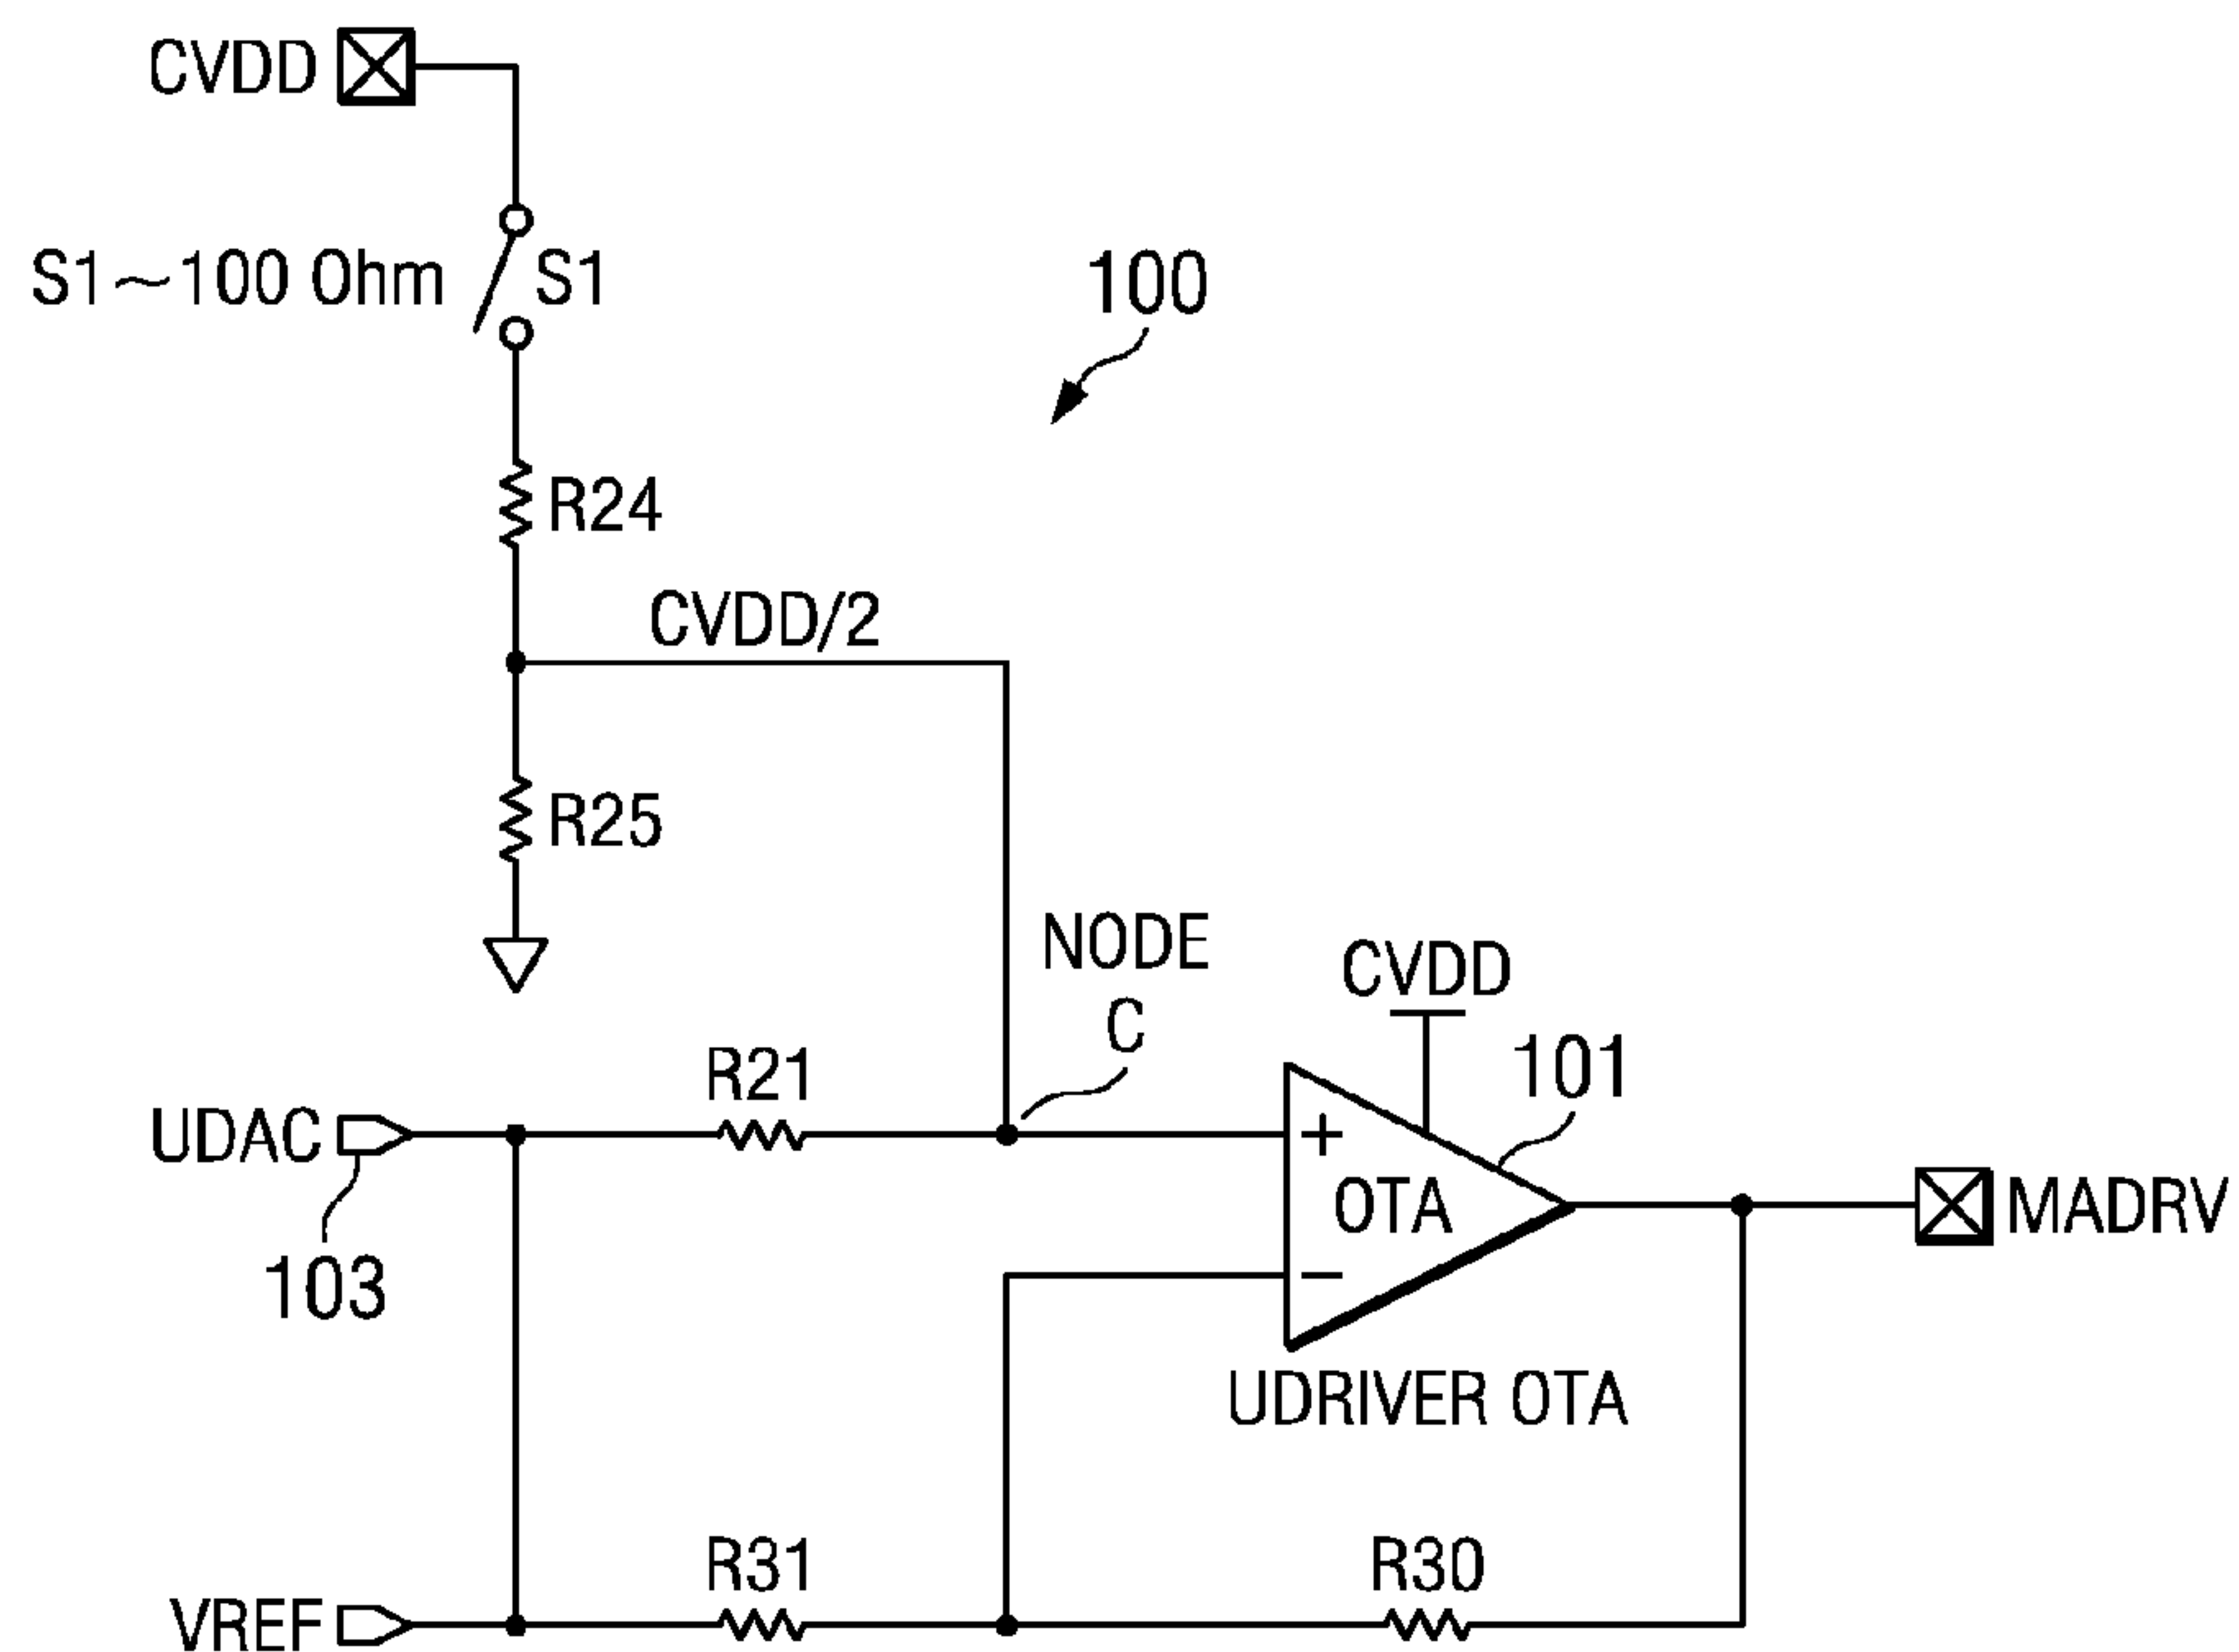 CVDD
S1~100 Ohm
S1
100
R24
CVDD/2
R25
NODE
C
CVDD
101
R21
UDAC
103
+
OTA
−
MADRV
UDRIVER OTA
R31
R30
VREF